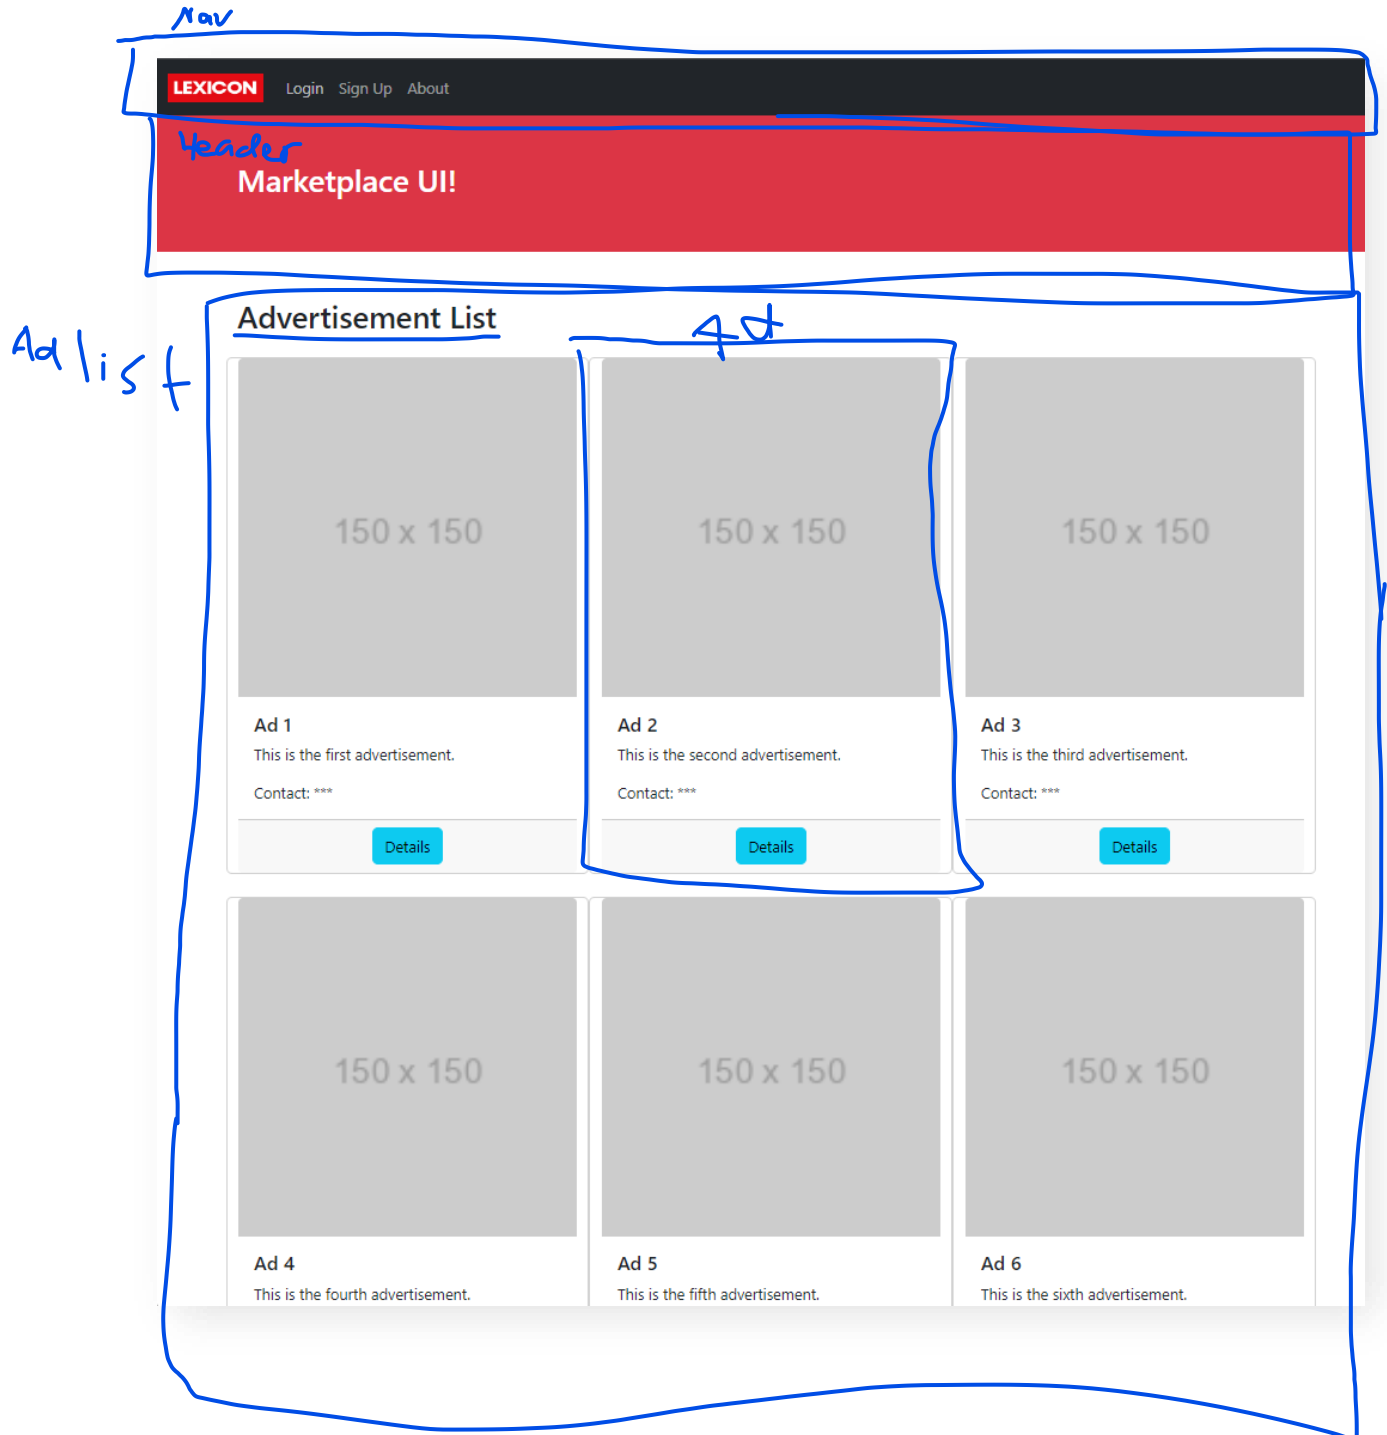 Nav
LEXICON Login Sign Up About
Header
Marketplace UI!
Advertisement List
Ad list
Ad
150 x 150 150 x 150 150 x 150
Ad 1 Ad 2 Ad 3
This is the first advertisement. This is the second advertisement. This is the third advertisement.
Contact: *** Contact: *** Contact: ***
Details Details Details
150 x 150 150 x 150 150 x 150
Ad 4 Ad 5 Ad 6
This is the fourth advertisement. This is the fifth advertisement. This is the sixth advertisement.